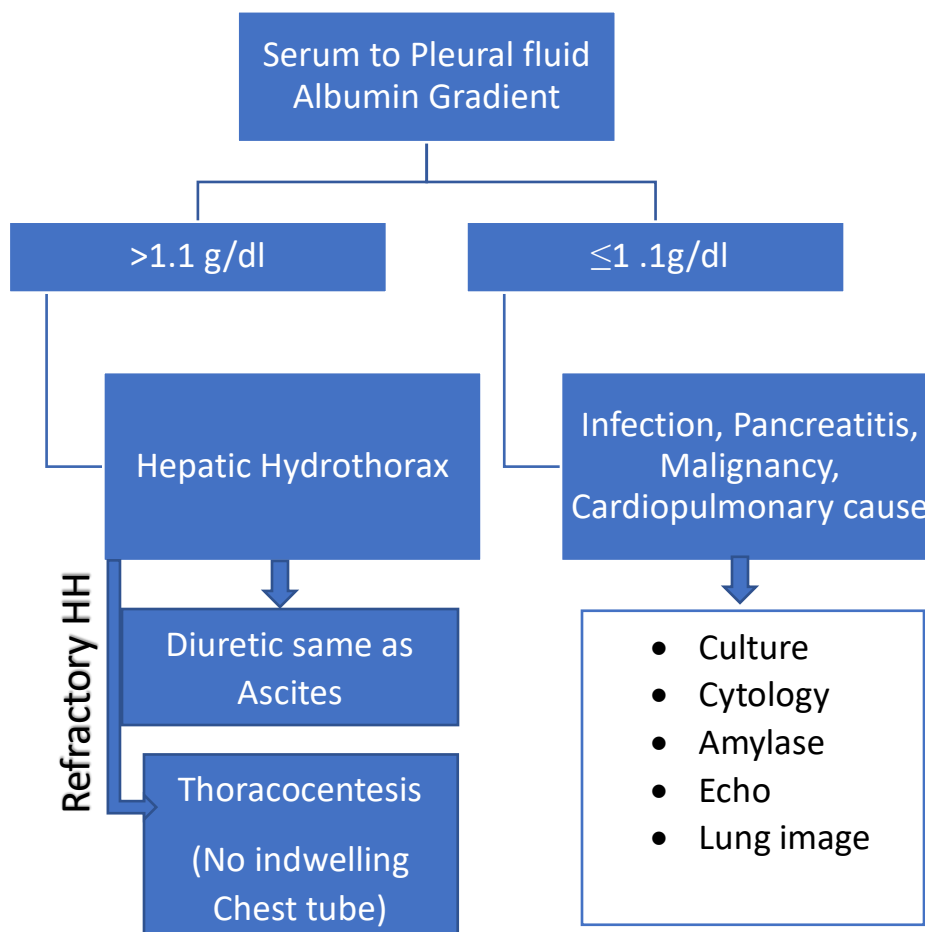 Serum to Pleural fluid
Albumin Gradient
>1.1 g/dl
≤1 .1g/dl
Hepatic Hydrothorax
Infection, Pancreatitis,
Malignancy,
Cardiopulmonary cause
Refractory HH
Diuretic same as
Ascites
Thoracocentesis
(No indwelling
Chest tube)
• Culture
• Cytology
• Amylase
• Echo
• Lung image